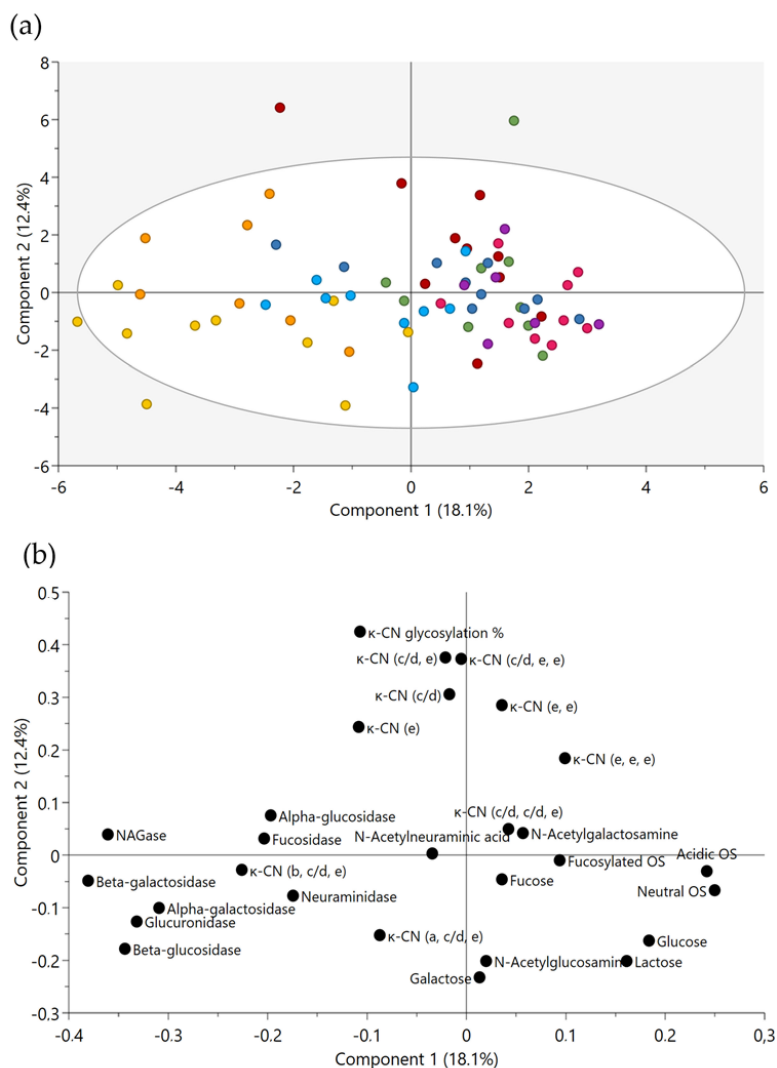 (a)
8
6
4
2
0
-2
-4
-6
Component 2 (12.4%)
-6 -4 -2 0 2 4 6
Component 1 (18.1%)
(b)
0.5
0.4
0.3
0.2
0.1
0
-0.1
-0.2
-0.3
Component 2 (12.4%)
κ-CN glycosylation %
κ-CN (c/d, e)
κ-CN (c/d, e, e)
κ-CN (c/d)
κ-CN (e, e)
κ-CN (e)
κ-CN (e, e, e)
Alpha-glucosidase
κ-CN (c/d, c/d, e)
NAGase
Fucosidase
N-Acetylneuraminic acid
N-Acetylgalactosamine
κ-CN (b, c/d, e)
Fucosylated OS
Acidic OS
Beta-galactosidase
Neuraminidase
Fucose
Neutral OS
Alpha-galactosidase
Glucuronidase
Beta-glucosidase
κ-CN (a, c/d, e)
Glucose
N-Acetylglucosamin
Lactose
Galactose
-0.4 -0.3 -0.2 -0.1 0 0.1 0.2 0,3
Component 1 (18.1%)